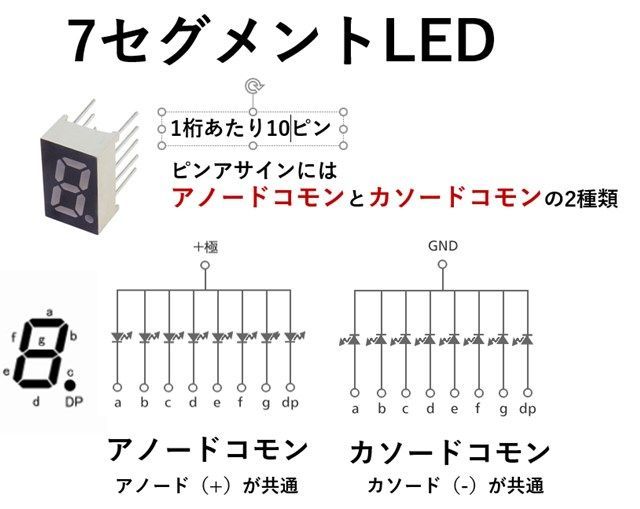 7セグメントLED
1桁あたり10ピン
ピンアサインには
アノードコモンとカソードコモンの2種類
+極
GND
a
f
b
g
e
c
d
DP
a b c d e f g dp
a b c d e f g dp
アノードコモン
カソードコモン
アノード（+）が共通
カソード（-）が共通